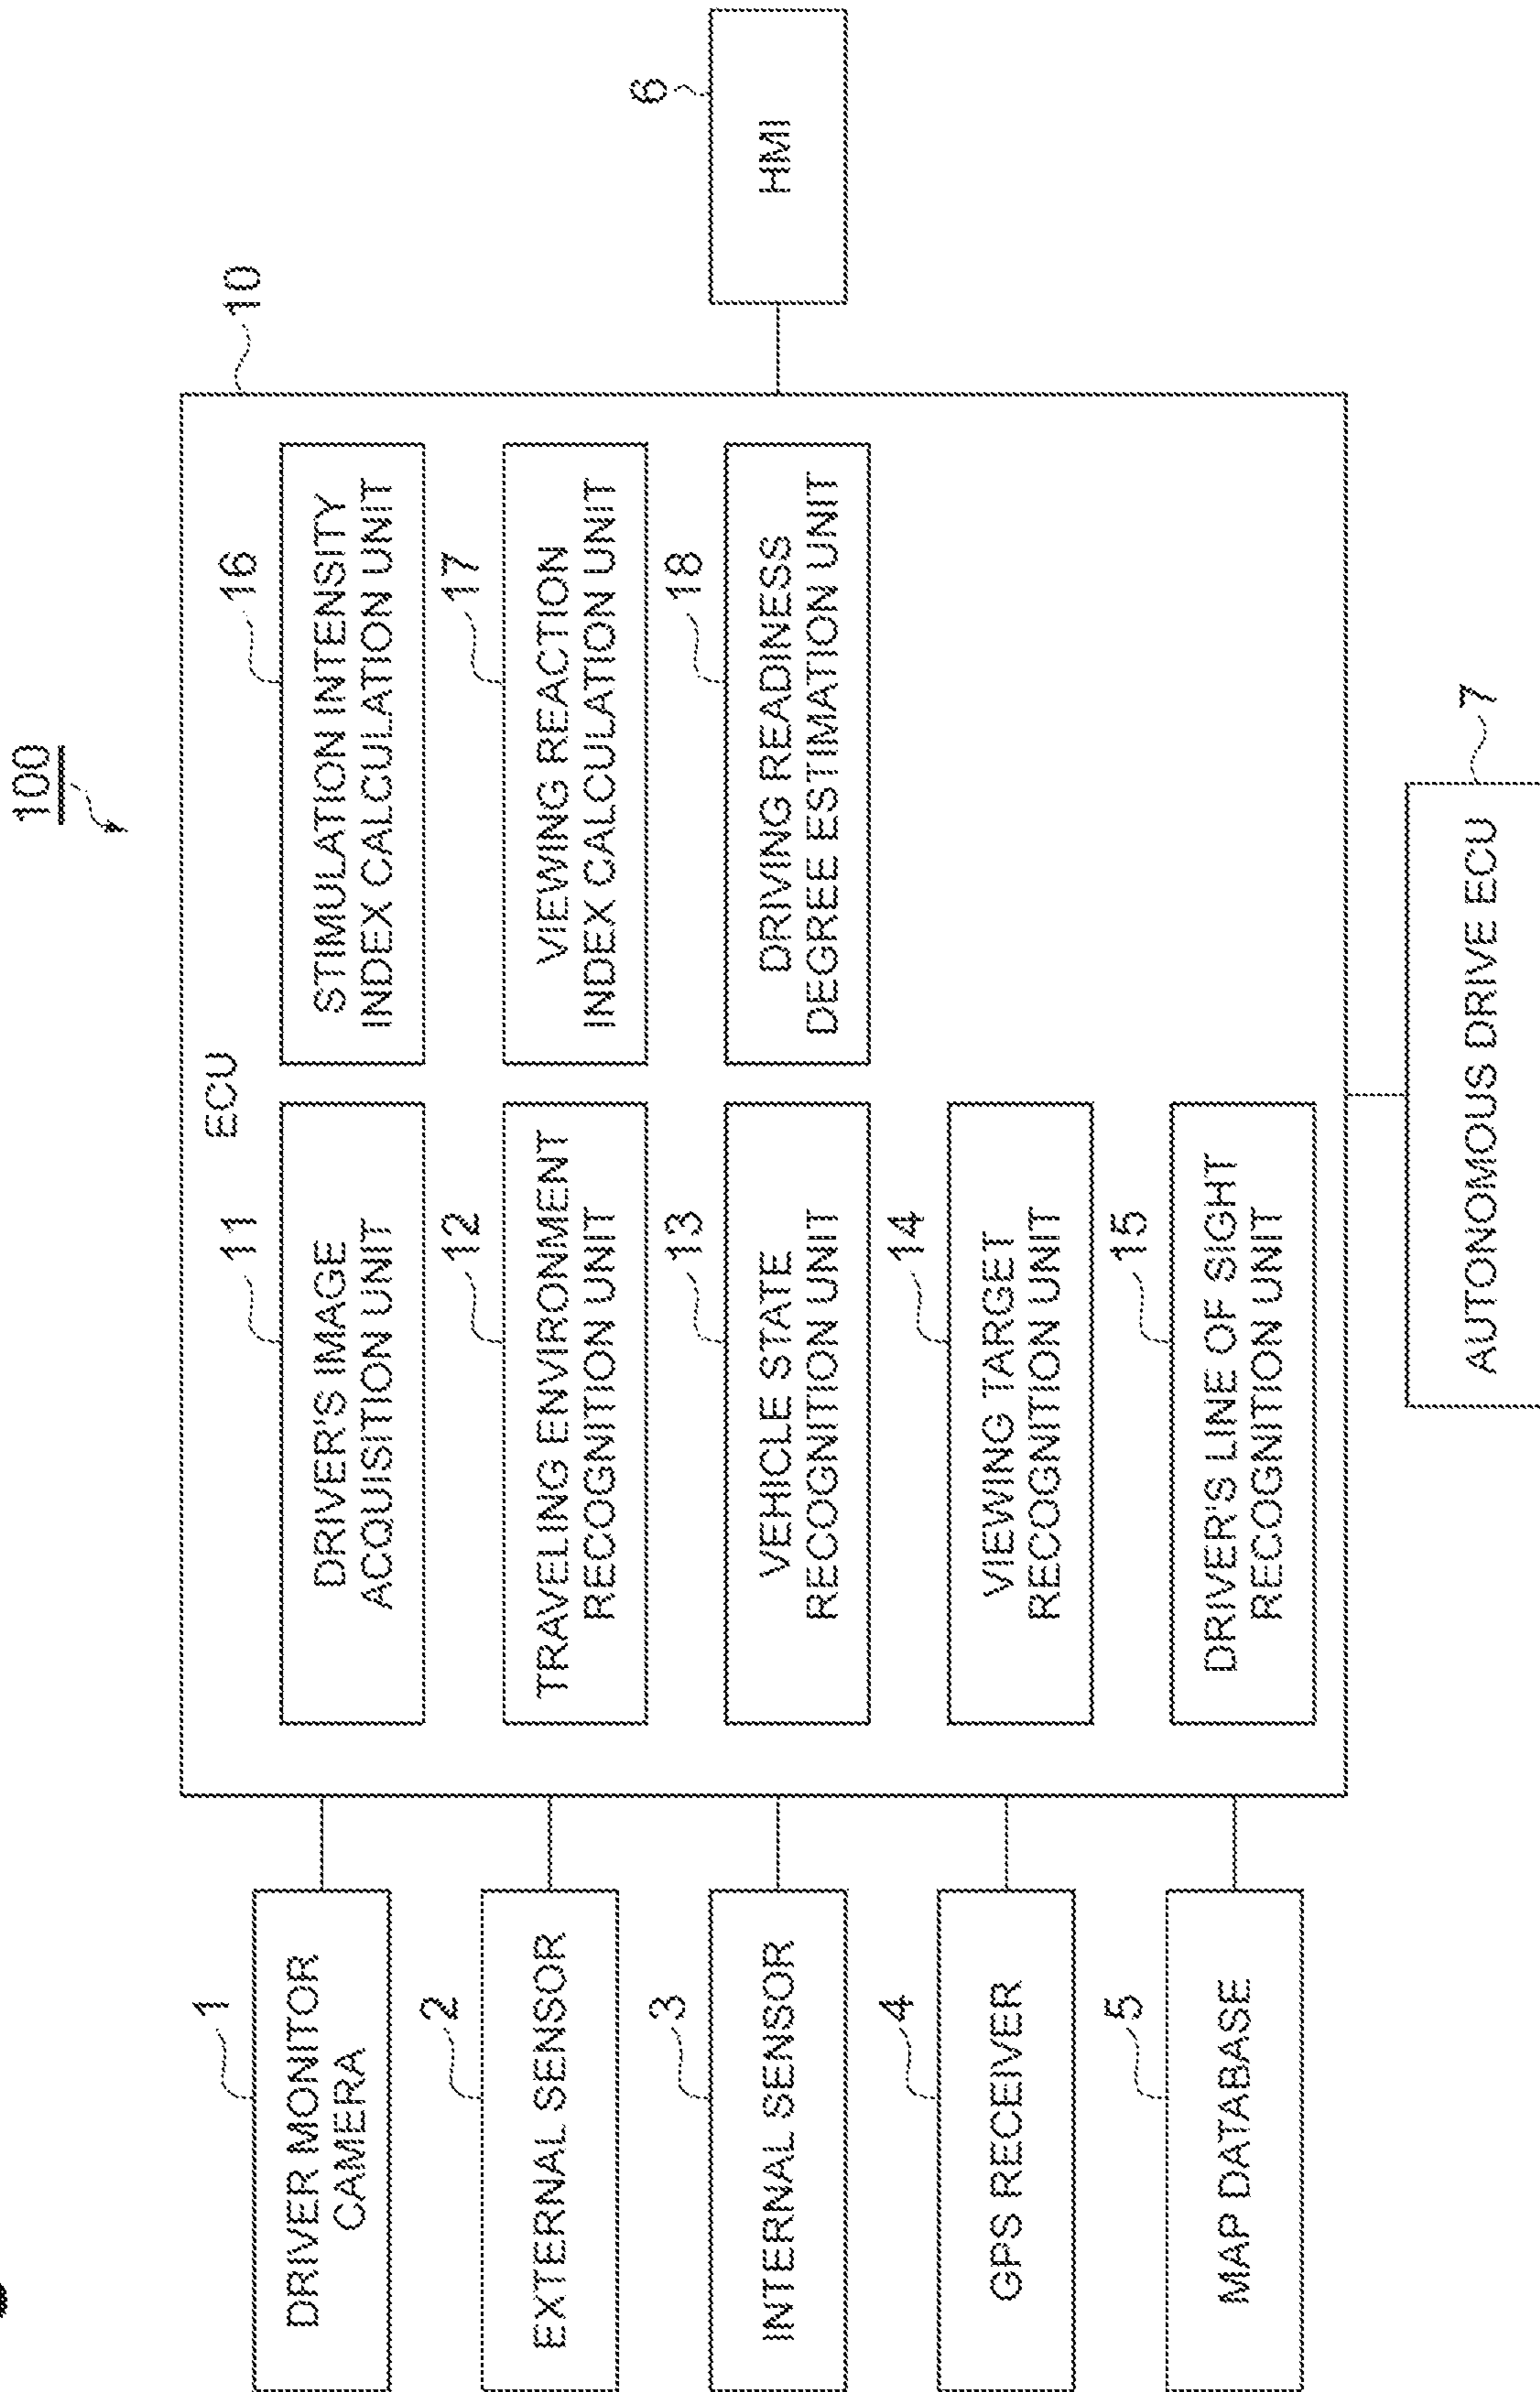 100
10
ECU
1
DRIVER MONITOR
CAMERA
2
EXTERNAL SENSOR
3
INTERNAL SENSOR
4
GPS RECEIVER
5
MAP DATABASE
11
DRIVER'S IMAGE
ACQUISITION UNIT
12
TRAVELING ENVIRONMENT
RECOGNITION UNIT
13
VEHICLE STATE
RECOGNITION UNIT
14
VIEWING TARGET
RECOGNITION UNIT
15
DRIVER'S LINE OF SIGHT
RECOGNITION UNIT
16
STIMULATION INTENSITY
INDEX CALCULATION UNIT
17
VIEWING REACTION
INDEX CALCULATION UNIT
18
DRIVING READINESS
DEGREE ESTIMATION UNIT
6
HMI
7
AUTONOMOUS DRIVE ECU